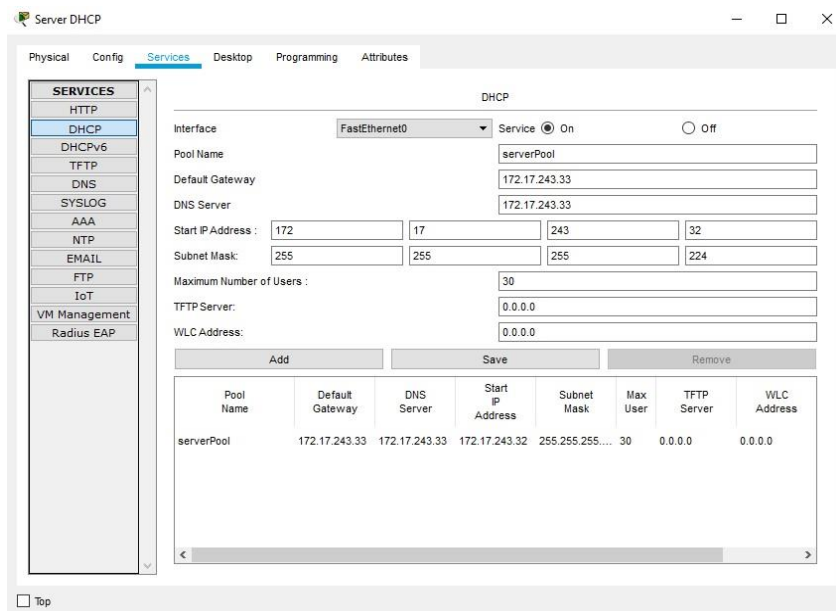 Server DHCP
Physical Config Services Desktop Programming Attributes
SERVICES
HTTP
DHCP
DHCPv6
TFTP
DNS
SYSLOG
AAA
NTP
EMAIL
FTP
IoT
VM Management
Radius EAP
DHCP
Interface FastEthernet0 Service On Off
Pool Name serverPool
Default Gateway 172.17.243.33
DNS Server 172.17.243.33
Start IP Address : 172 17 243 32
Subnet Mask: 255 255 255 224
Maximum Number of Users : 30
TFTP Server: 0.0.0.0
WLC Address: 0.0.0.0
Add Save Remove
Pool Name Default Gateway DNS Server Start IP Address Subnet Mask Max User TFTP Server WLC Address
serverPool 172.17.243.33 172.17.243.33 172.17.243.32 255.255.255.... 30 0.0.0.0 0.0.0.0
Top